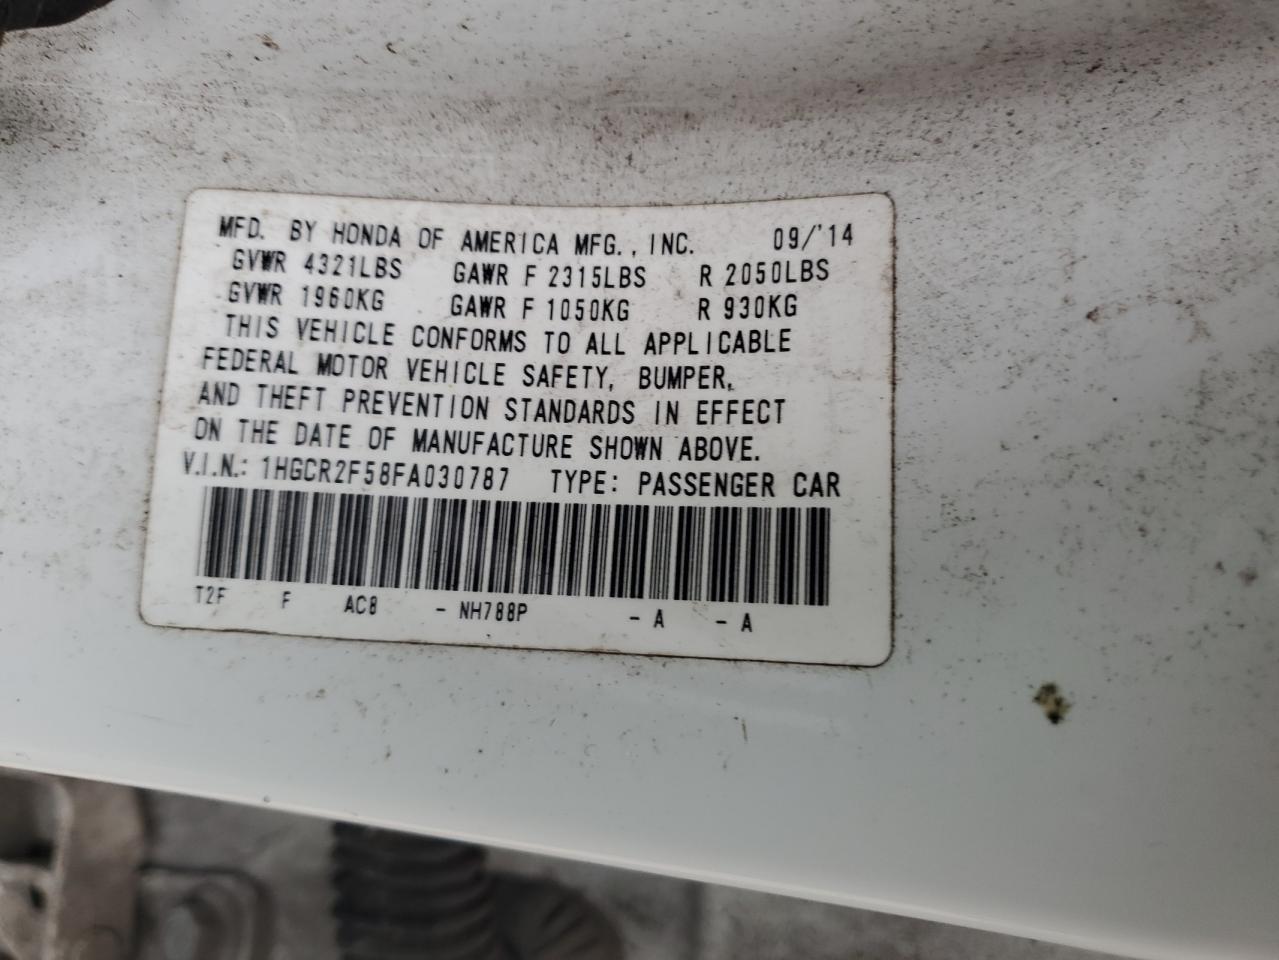 MFD. BY HONDA OF AMERICA MFG., INC. 09/'14
GVWR 4321LBS GAWR F 2315LBS R 2050LBS
GVWR 1960KG GAWR F 1050KG R 930KG
THIS VEHICLE CONFORMS TO ALL APPLICABLE
FEDERAL MOTOR VEHICLE SAFETY, BUMPER,
AND THEFT PREVENTION STANDARDS IN EFFECT
ON THE DATE OF MANUFACTURE SHOWN ABOVE.
V.I.N.: 1HGCR2F58FA030787 TYPE: PASSENGER CAR
T2F F AC8 - NH788P - A - A